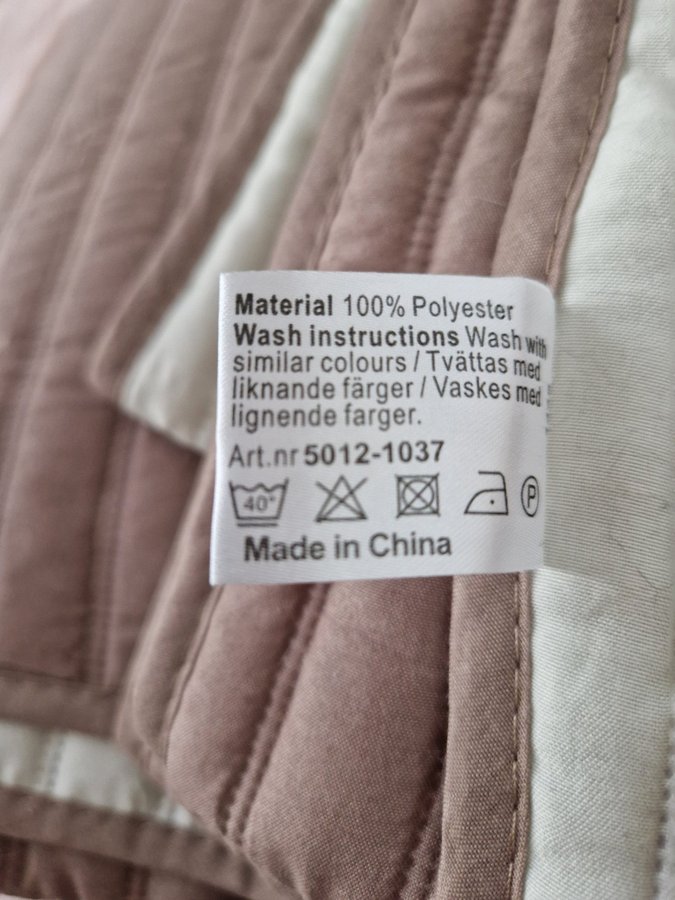 Material 100% Polyester
Wash instructions Wash with
similar colours / Tvättas med
liknande färger / Vaskes med
lignende farger.
Art.nr 5012-1037
40°
P
Made in China